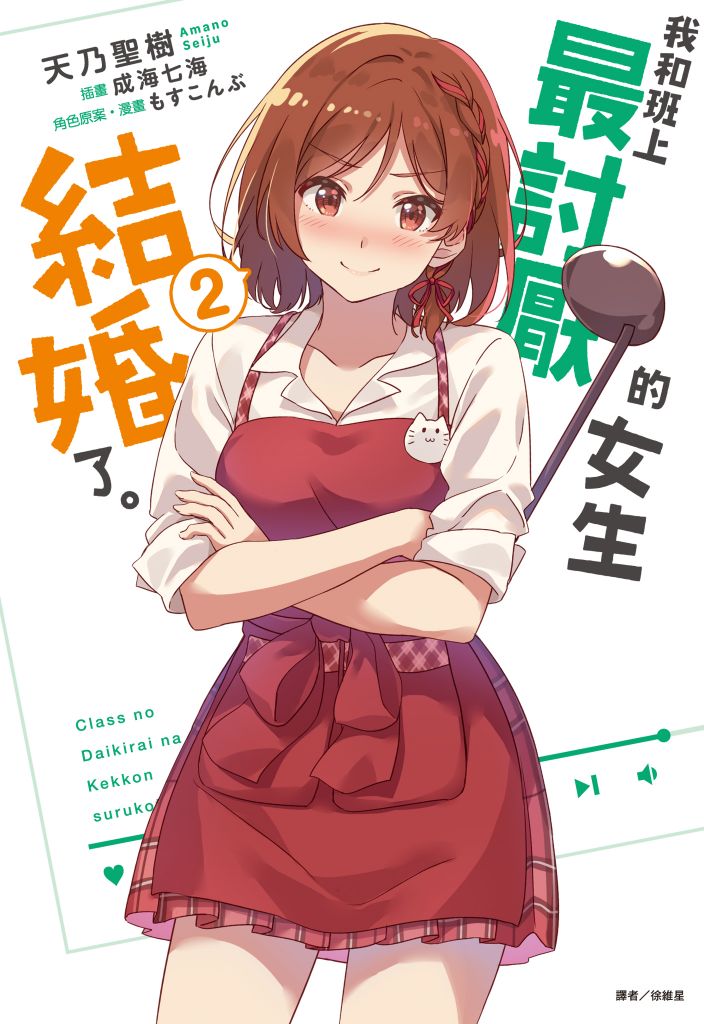 天乃聖樹 Amano Seiju
插畫 成海七海
角色原案・漫畫 もすこんぶ
我和班上
最討厭
的
女生
結婚
了。
2
Class no
Daikirai na
Kekkon
suruko
譯者／徐維星